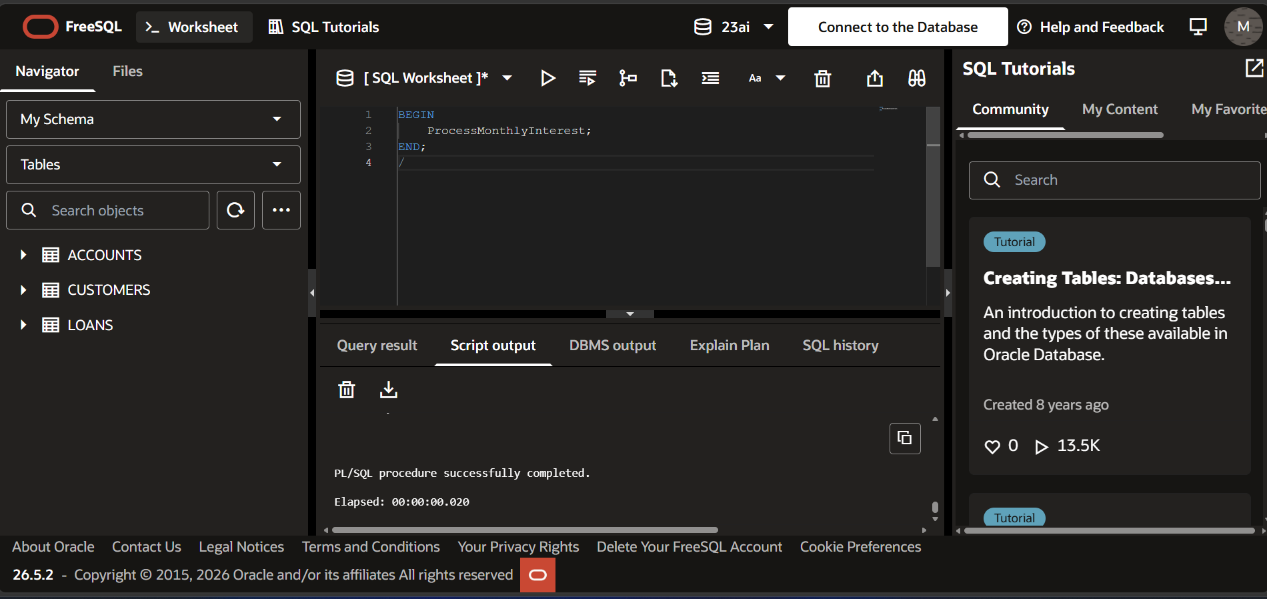 FreeSQL
>_ Worksheet
SQL Tutorials
23ai
Connect to the Database
Help and Feedback
M
Navigator
Files
My Schema
Tables
Search objects
ACCOUNTS
CUSTOMERS
LOANS
[ SQL Worksheet ]*
Aa
1 BEGIN
2 ProcessMonthlyInterest;
3 END;
4 /
Query result
Script output
DBMS output
Explain Plan
SQL history
PL/SQL procedure successfully completed.
Elapsed: 00:00:00.020
SQL Tutorials
Community
My Content
My Favorite
Search
Tutorial
Creating Tables: Databases...
An introduction to creating tables
and the types of these available in
Oracle Database.
Created 8 years ago
0
13.5K
Tutorial
About Oracle
Contact Us
Legal Notices
Terms and Conditions
Your Privacy Rights
Delete Your FreeSQL Account
Cookie Preferences
26.5.2 - Copyright © 2015, 2026 Oracle and/or its affiliates All rights reserved